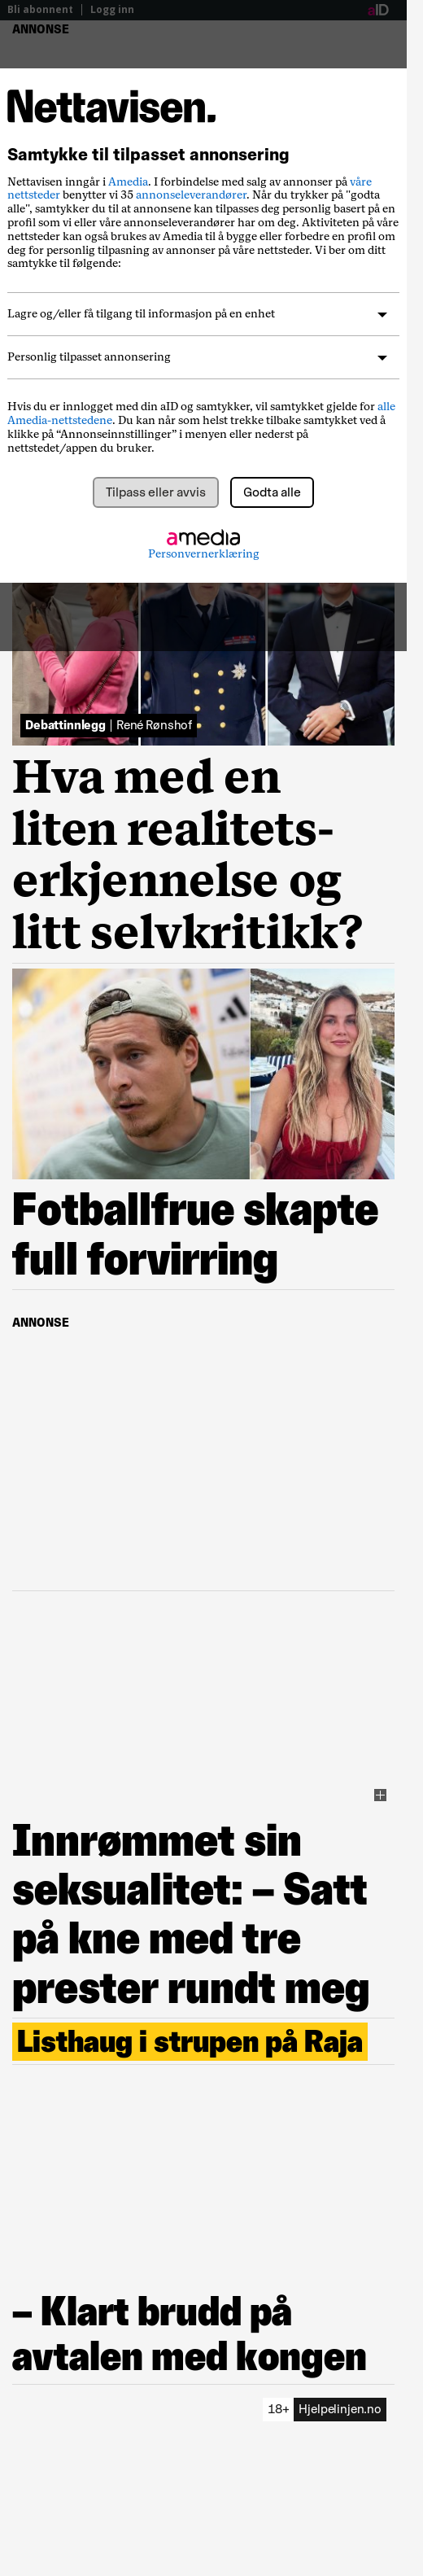 Bli abonnent | Logg inn
aID
ANNONSE
Nettavisen.
Samtykke til tilpasset annonsering
Nettavisen inngår i Amedia. I forbindelse med salg av annonser på våre
nettsteder benytter vi 35 annonseleverandører. Når du trykker på "godta
alle", samtykker du til at annonsene kan tilpasses deg personlig basert på en
profil som vi eller våre annonseleverandører har om deg. Aktiviteten på våre
nettsteder kan også brukes av Amedia til å bygge eller forbedre en profil om
deg for personlig tilpasning av annonser på våre nettsteder. Vi ber om ditt
samtykke til følgende:
Lagre og/eller få tilgang til informasjon på en enhet
Personlig tilpasset annonsering
Hvis du er innlogget med din aID og samtykker, vil samtykket gjelde for alle
Amedia-nettstedene. Du kan når som helst trekke tilbake samtykket ved å
klikke på “Annonseinnstillinger” i menyen eller nederst på
nettstedet/appen du bruker.
Tilpass eller avvis
Godta alle
amedia
Personvernerklæring
Debattinnlegg | René Rønshof
Hva med en
liten realitets-
erkjennelse og
litt selvkritikk?
Fotballfrue skapte
full forvirring
ANNONSE
Innrømmet sin
seksualitet: – Satt
på kne med tre
prester rundt meg
Listhaug i strupen på Raja
– Klart brudd på
avtalen med kongen
18+ Hjelpelinjen.no